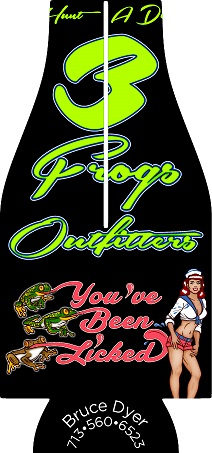 Hunt A D
3
Frogs
Outfitters
You've
Been
Licked
Bruce Dyer
713•560•6523